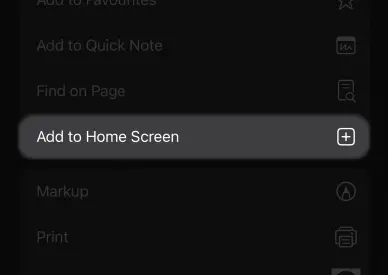 Add to Favourites
Add to Quick Note
Find on Page
Add to Home Screen
Markup
Print